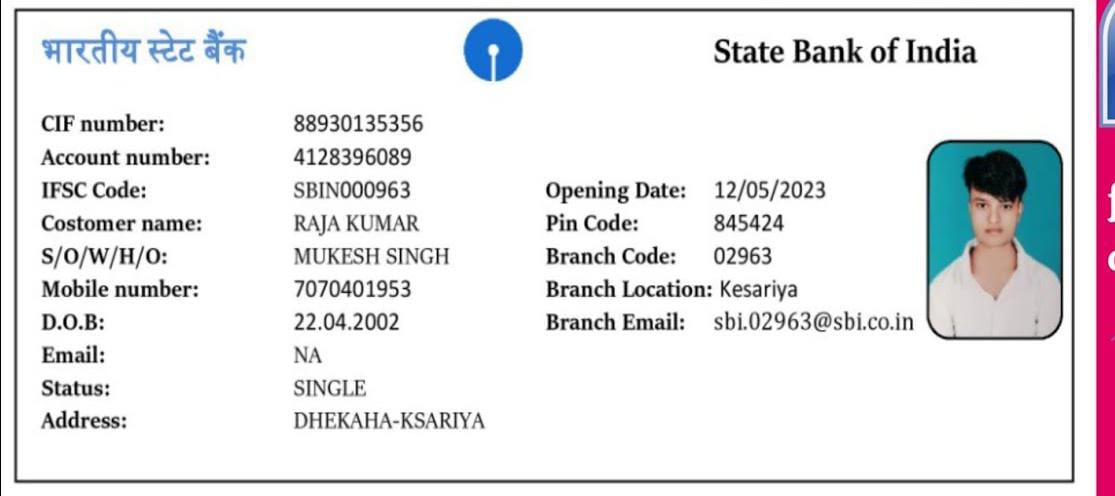 भारतीय स्टेट बैंक State Bank of India
CIF number: 88930135356
Account number: 4128396089
IFSC Code: SBIN000963 Opening Date: 12/05/2023
Costomer name: RAJA KUMAR Pin Code: 845424
S/O/W/H/O: MUKESH SINGH Branch Code: 02963
Mobile number: 7070401953 Branch Location: Kesariya
D.O.B: 22.04.2002 Branch Email: sbi.02963@sbi.co.in
Email: NA
Status: SINGLE
Address: DHEKAHA-KSARIYA